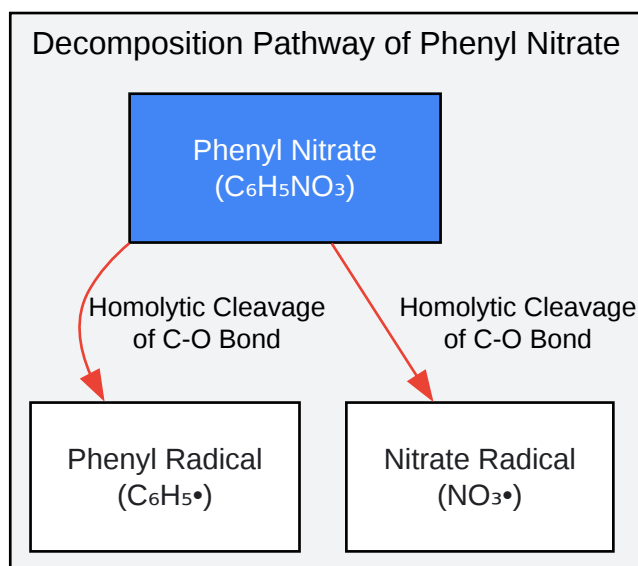 Decomposition Pathway of Phenyl Nitrate
Phenyl Nitrate
(C₆H₅NO₃)
Homolytic Cleavage
of C-O Bond
Homolytic Cleavage
of C-O Bond
Phenyl Radical
(C₆H₅•)
Nitrate Radical
(NO₃•)